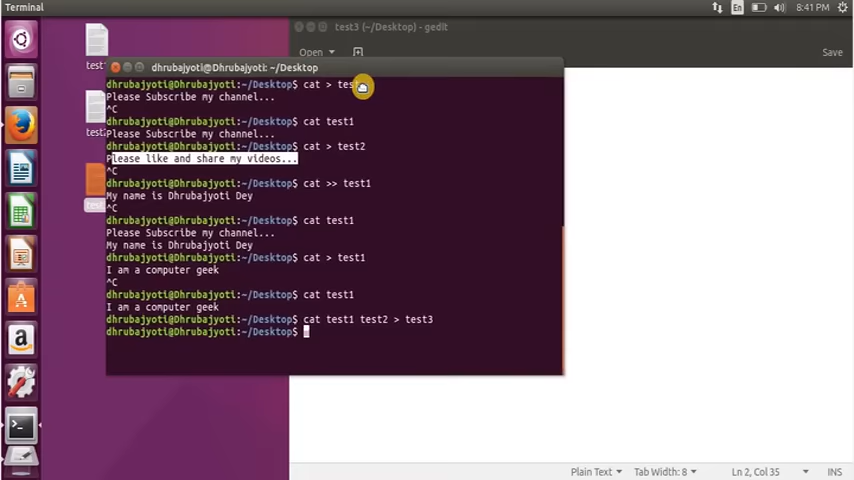 Terminal
En
8:41 PM
test3 (~/Desktop) - gedit
Open
Save
dhrubajyoti@Dhrubajyoti: ~/Desktop
dhrubajyoti@Dhrubajyoti:~/Desktop$ cat >
Please Subscribe my channel...
^C
dhrubajyoti@Dhrubajyoti:~/Desktop$ cat test1
Please Subscribe my channel...
dhrubajyoti@Dhrubajyoti:~/Desktop$ cat > test2
Please like and share my videos...
^C
dhrubajyoti@Dhrubajyoti:~/Desktop$ cat >> test1
My name is Dhrubajyoti Dey
^C
dhrubajyoti@Dhrubajyoti:~/Desktop$ cat test1
Please Subscribe my channel...
My name is Dhrubajyoti Dey
dhrubajyoti@Dhrubajyoti:~/Desktop$ cat > test1
I am a computer geek
^C
dhrubajyoti@Dhrubajyoti:~/Desktop$ cat test1
I am a computer geek
dhrubajyoti@Dhrubajyoti:~/Desktop$ cat test1 test2 > test3
dhrubajyoti@Dhrubajyoti:~/Desktop$
Plain Text
Tab Width: 8
Ln 2, Col 35
INS